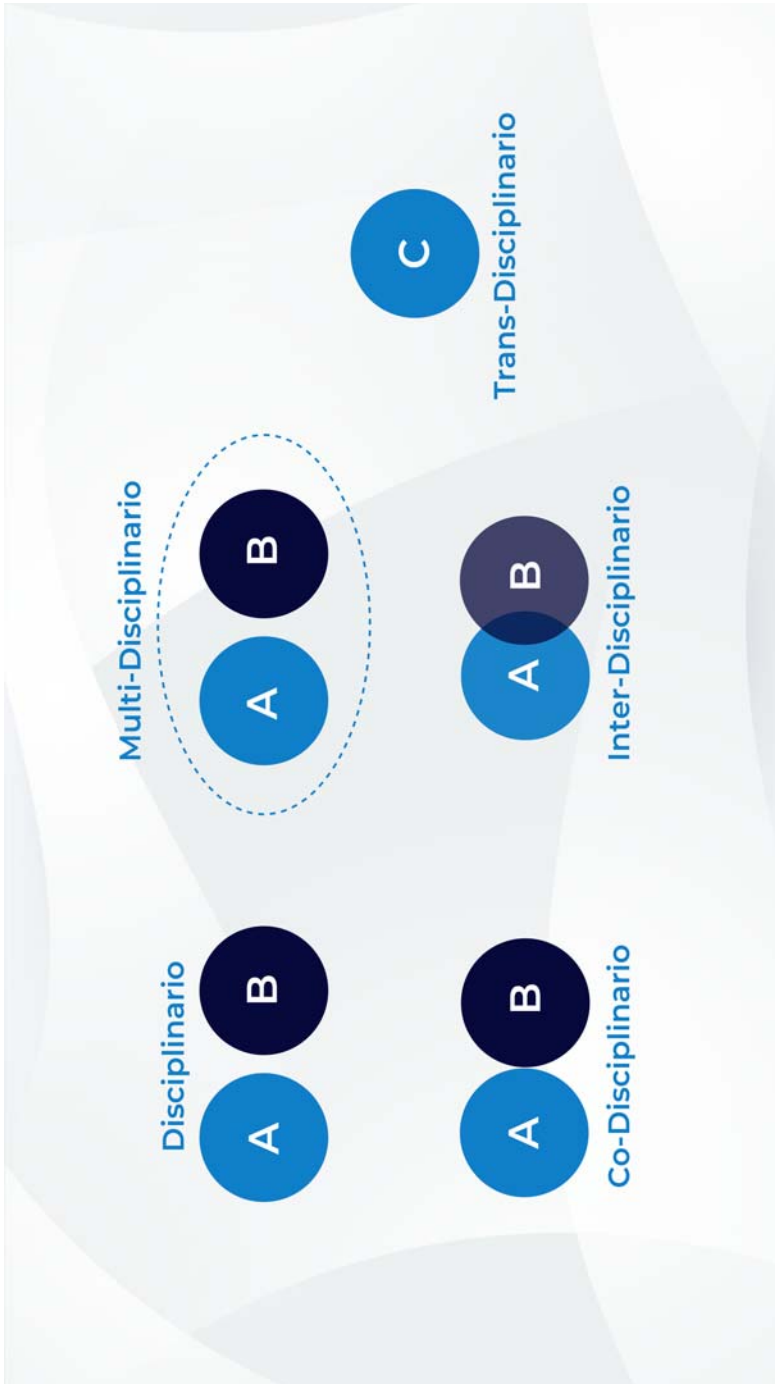 Disciplinario
A
B
Multi-Disciplinario
A
B
A
B
Co-Disciplinario
A
B
Inter-Disciplinario
C
Trans-Disciplinario